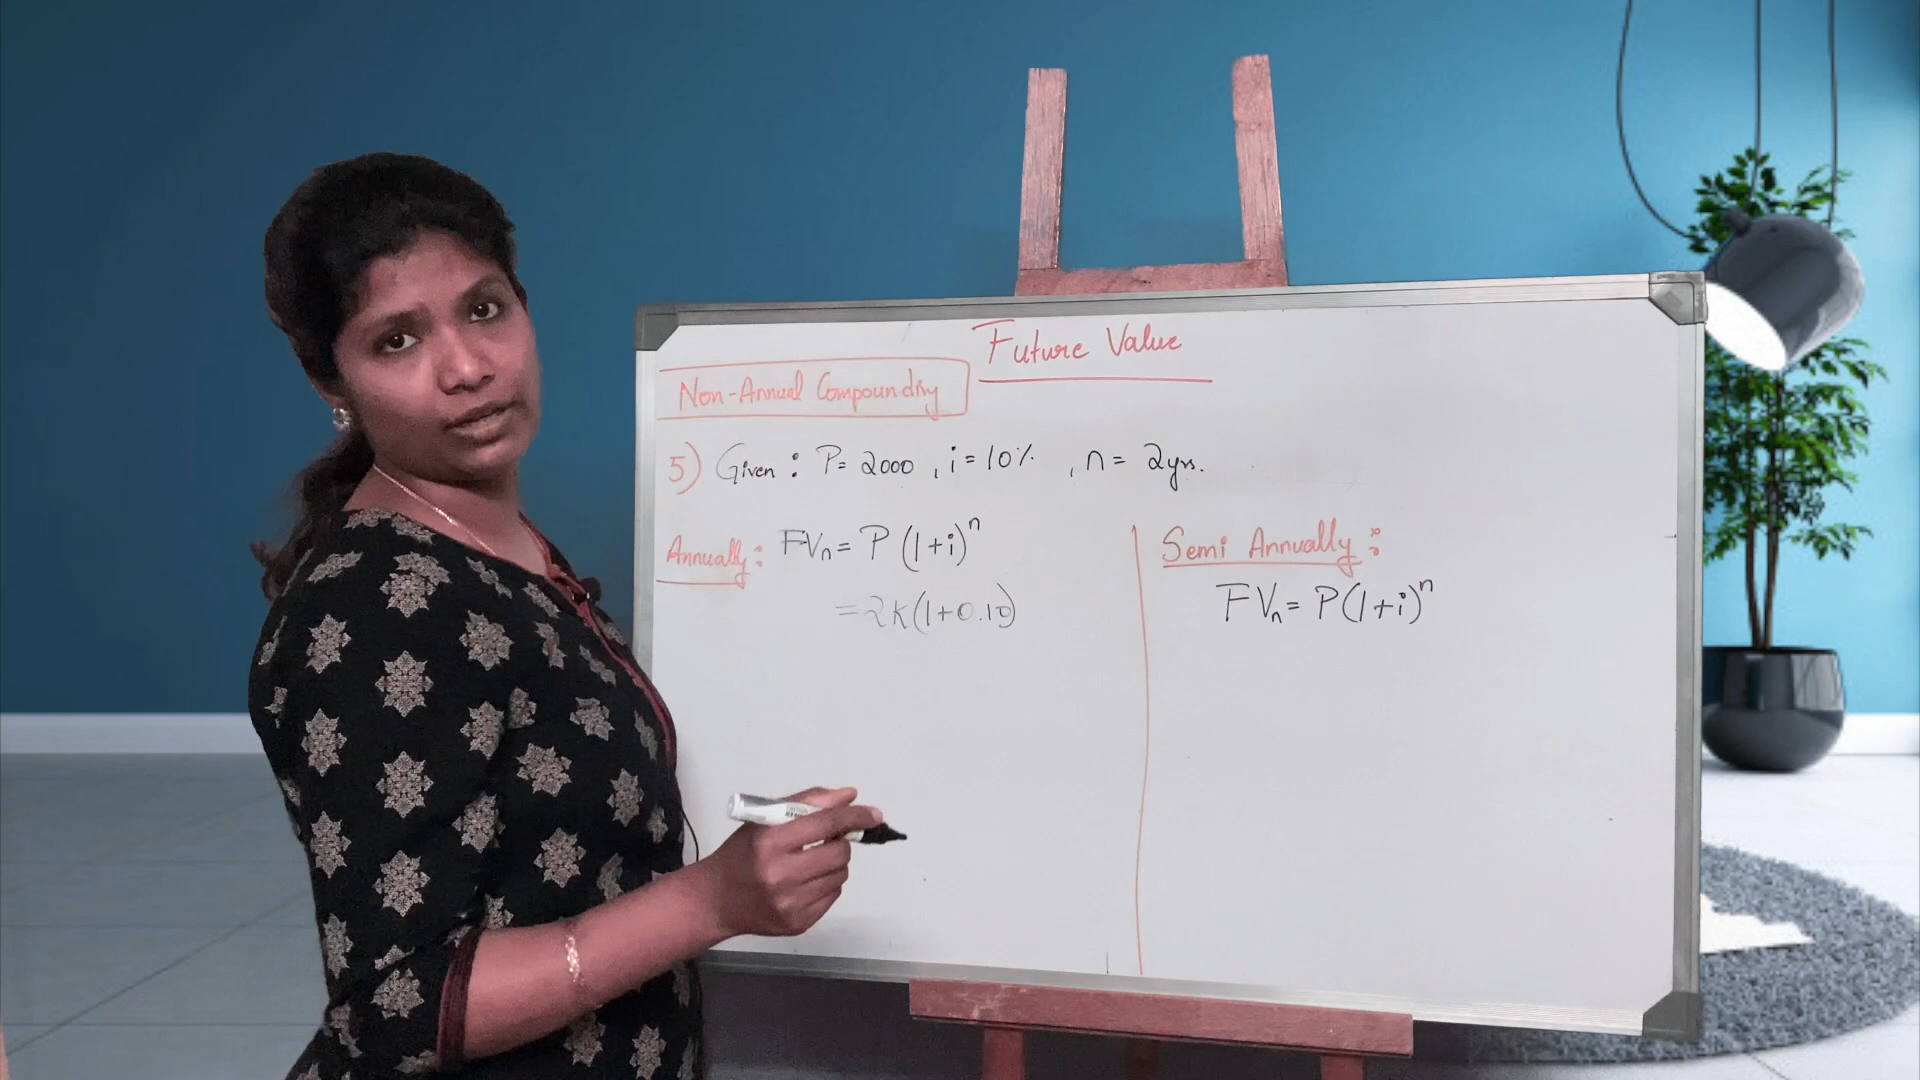 Future Value
Non-Annual Compounding
5) Given : P= 2000 , i = 10% , n = 2yrs.
Annually : FVn = P (1+i)^n
= 2K(1+0.10)
Semi Annually :
FVn = P(1+i)^n